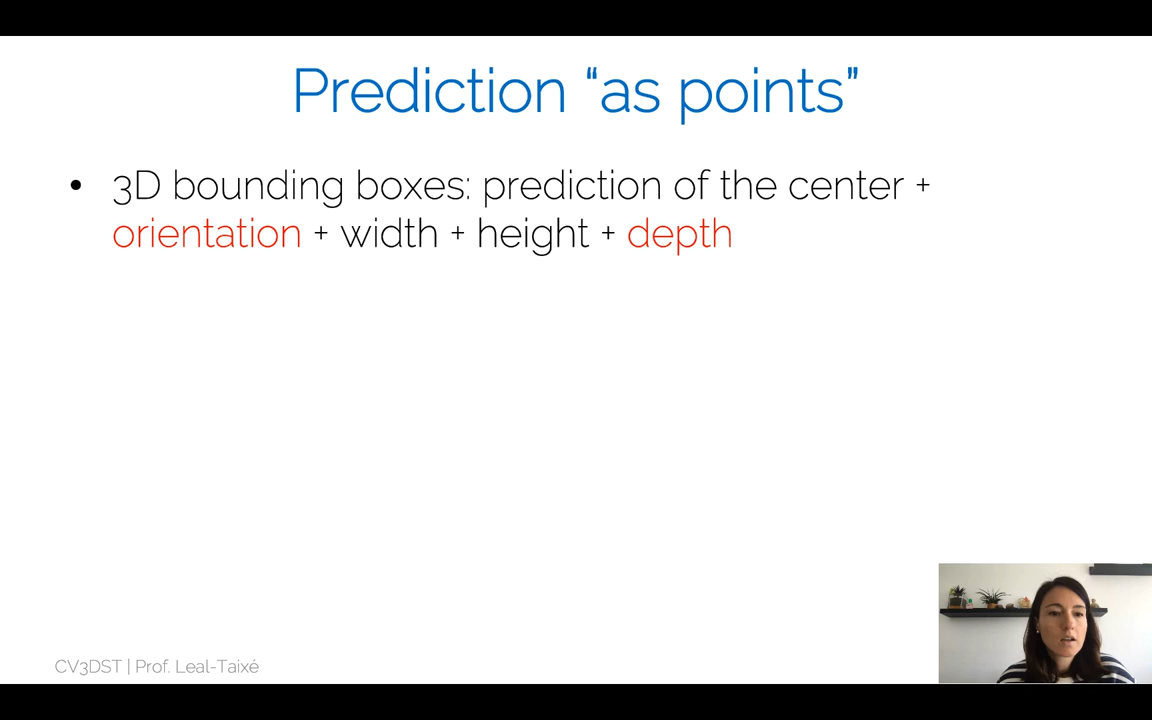 Prediction “as points”
• 3D bounding boxes: prediction of the center +
orientation + width + height + depth
CV3DST | Prof. Leal-Taixé